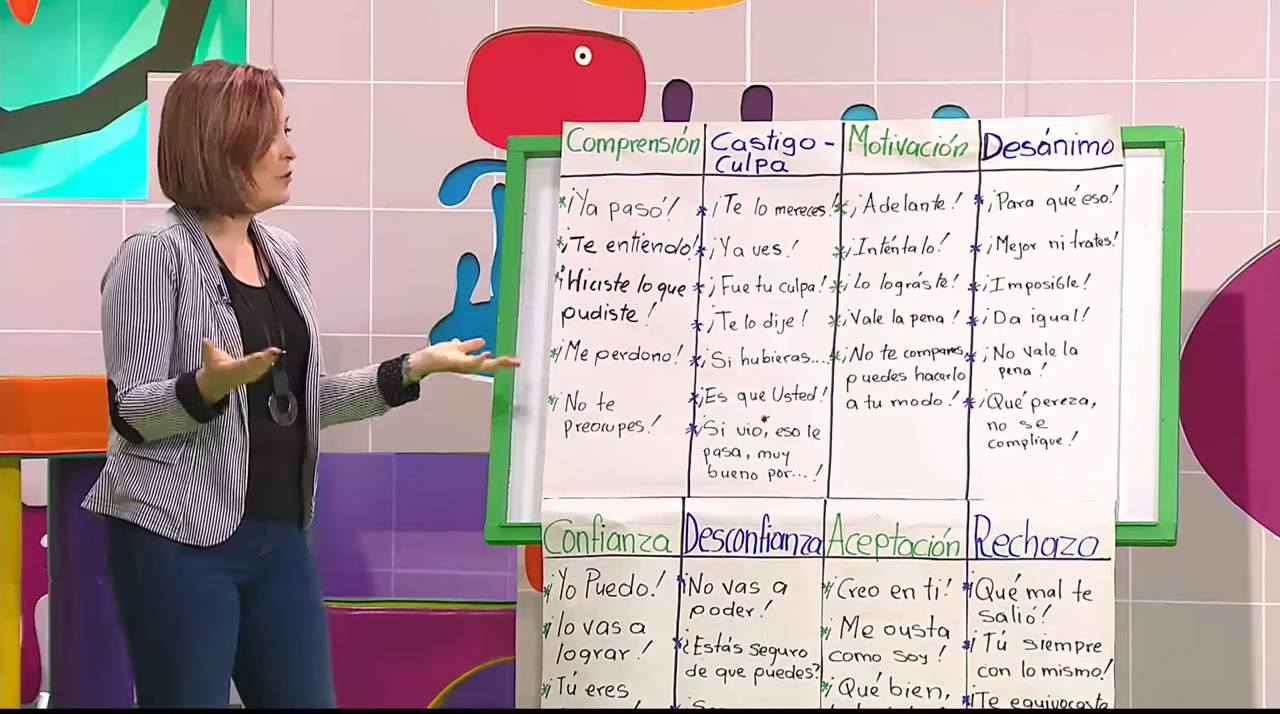 Comprensión
¡Ya pasó!
¡Te entiendo!
¡Hiciste lo que
pudiste!
¡Me perdono!
¡No te
preocupes!
Castigo -
Culpa
¡Te lo mereces!
¡Ya ves!
¡Fue tu culpa!
¡Te lo dije!
¡Si hubieras...
¡Es que Usted!
¡Si vio, eso le
pasa, muy
bueno por...!
Motivación
¡Adelante!
¡Inténtalo!
¡Lo lográste!
¡Vale la pena!
¡No te compares,
puedes hacerlo
a tu modo!
Desánimo
¡Para qué eso!
¡Mejor ni trates!
¡Imposible!
¡Da igual!
¡No vale la
pena!
¡Qué pereza,
no se
complique!
Confianza
¡Yo Puedo!
¡lo vas a
lograr!
¡Tú eres
Desconfianza
¡No vas a
poder!
¿Estás seguro
de que puedes?
Aceptación
¡Creo en ti!
¡Me gusta
como soy!
¡Qué bien,
Rechazo
¡Qué mal te
salió!
¡Tú siempre
con lo mismo!
¡Te equivocaste